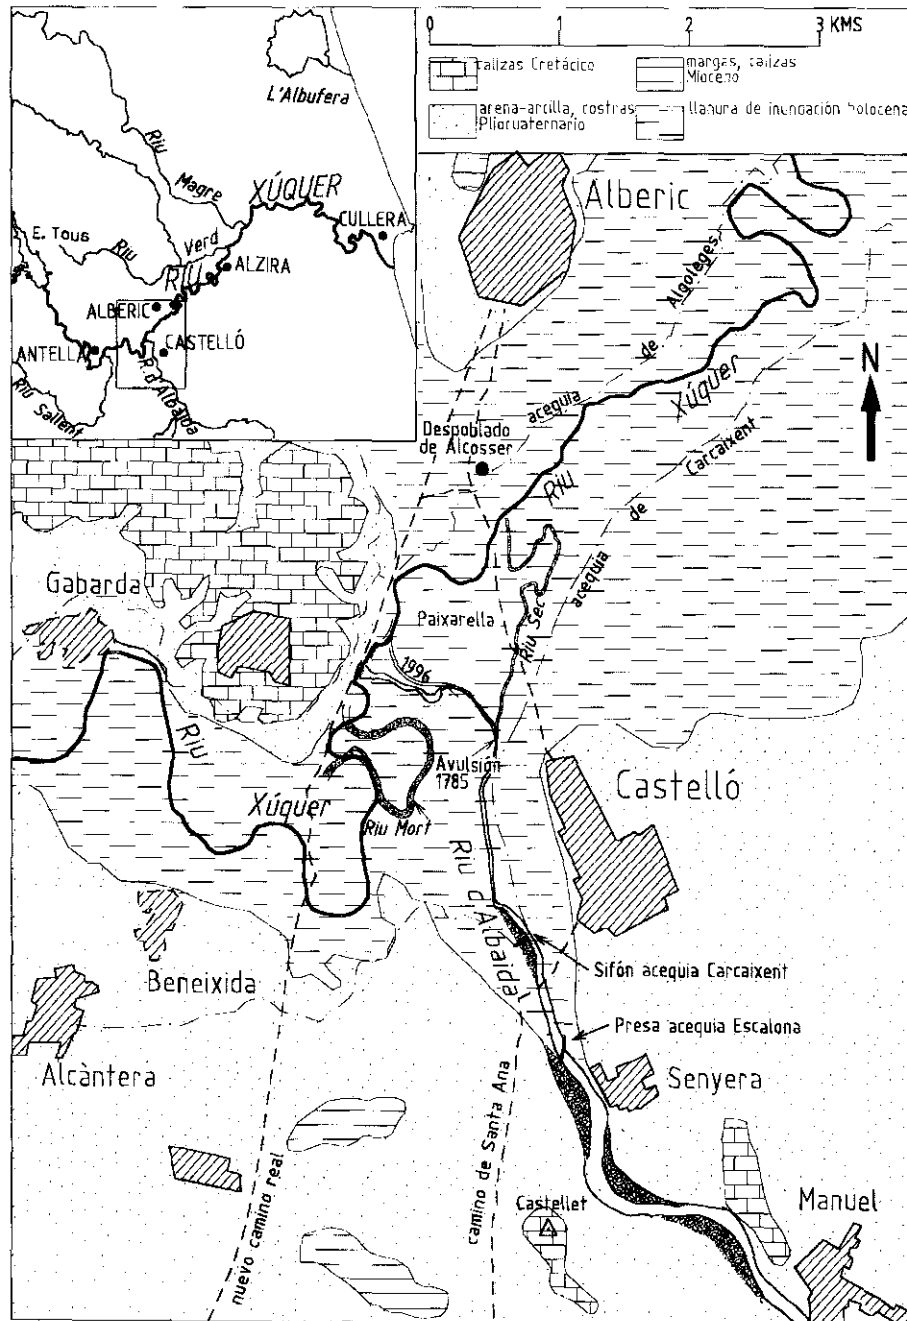 0 1 2 3 KMS
calizas Cretácico
margas, calizas
Mioceno
arena-arcilla, costras
Pliocuaternario
llanura de inundación holocena
L'Albufera
Riu
Magre
XÚQUER
CULLERA
E. Tous
Riu
Verd
RIU
ALZIRA
ALBERIC
ANTELLA
CASTELLÓ
R. d'Albaida
Riu Sallent
Alberic
Algoleges
de
acequia
Xúquer
N
Despoblado
de Alcosser
Riu
Carcaixent
de
acequia
Gabarda
Paixarella
Riu Sec
1996
Riu
Avulsión
1785
Castelló
Xúquer
Riu Mort
Riu d'Albaida
Sifón acequia Carcaixent
Beneixida
Presa acequia Escalona
Alcàntera
Senyera
nuevo camino real
camino de Santa Ana
Castellet
Manuel